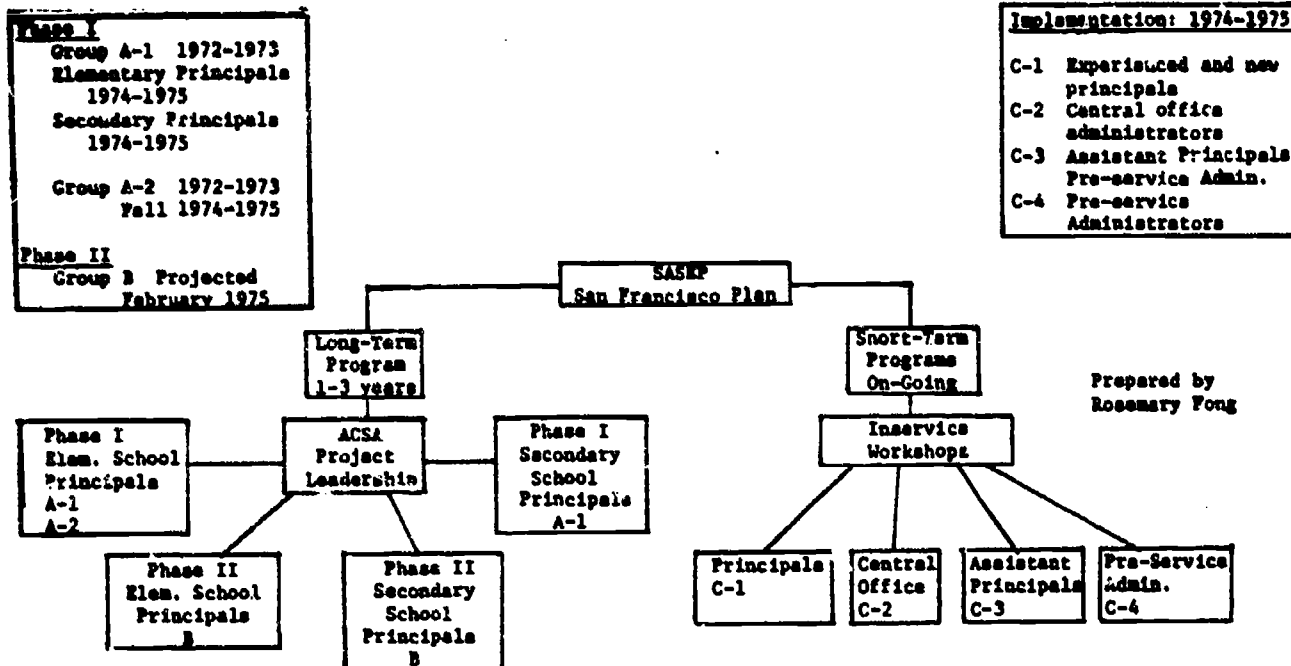 Phase I
Group A-1 1972-1973
Elementary Principals
1974-1975
Secondary Principals
1974-1975
Group A-2 1972-1973
Fall 1974-1975
Phase II
Group B Projected
February 1975
Implementation: 1974-1975
C-1 Experienced and new
principals
C-2 Central office
administrators
C-3 Assistant Principals
Pre-service Admin.
C-4 Pre-service
Administrators
SASEP
San Francisco Plan
Long-Term
Program
1-3 years
Short-Term
Programs
On-Going
Prepared by
Rosemary Fong
Phase I
Elem. School
Principals
A-1
A-2
ACSA
Project
Leadership
Phase I
Secondary
School
Principals
A-1
Inservice
Workshops
Phase II
Elem. School
Principals
B
Phase II
Secondary
School
Principals
B
Principals
C-1
Central
Office
C-2
Assistant
Principals
C-3
Pre-Service
Admin.
C-4